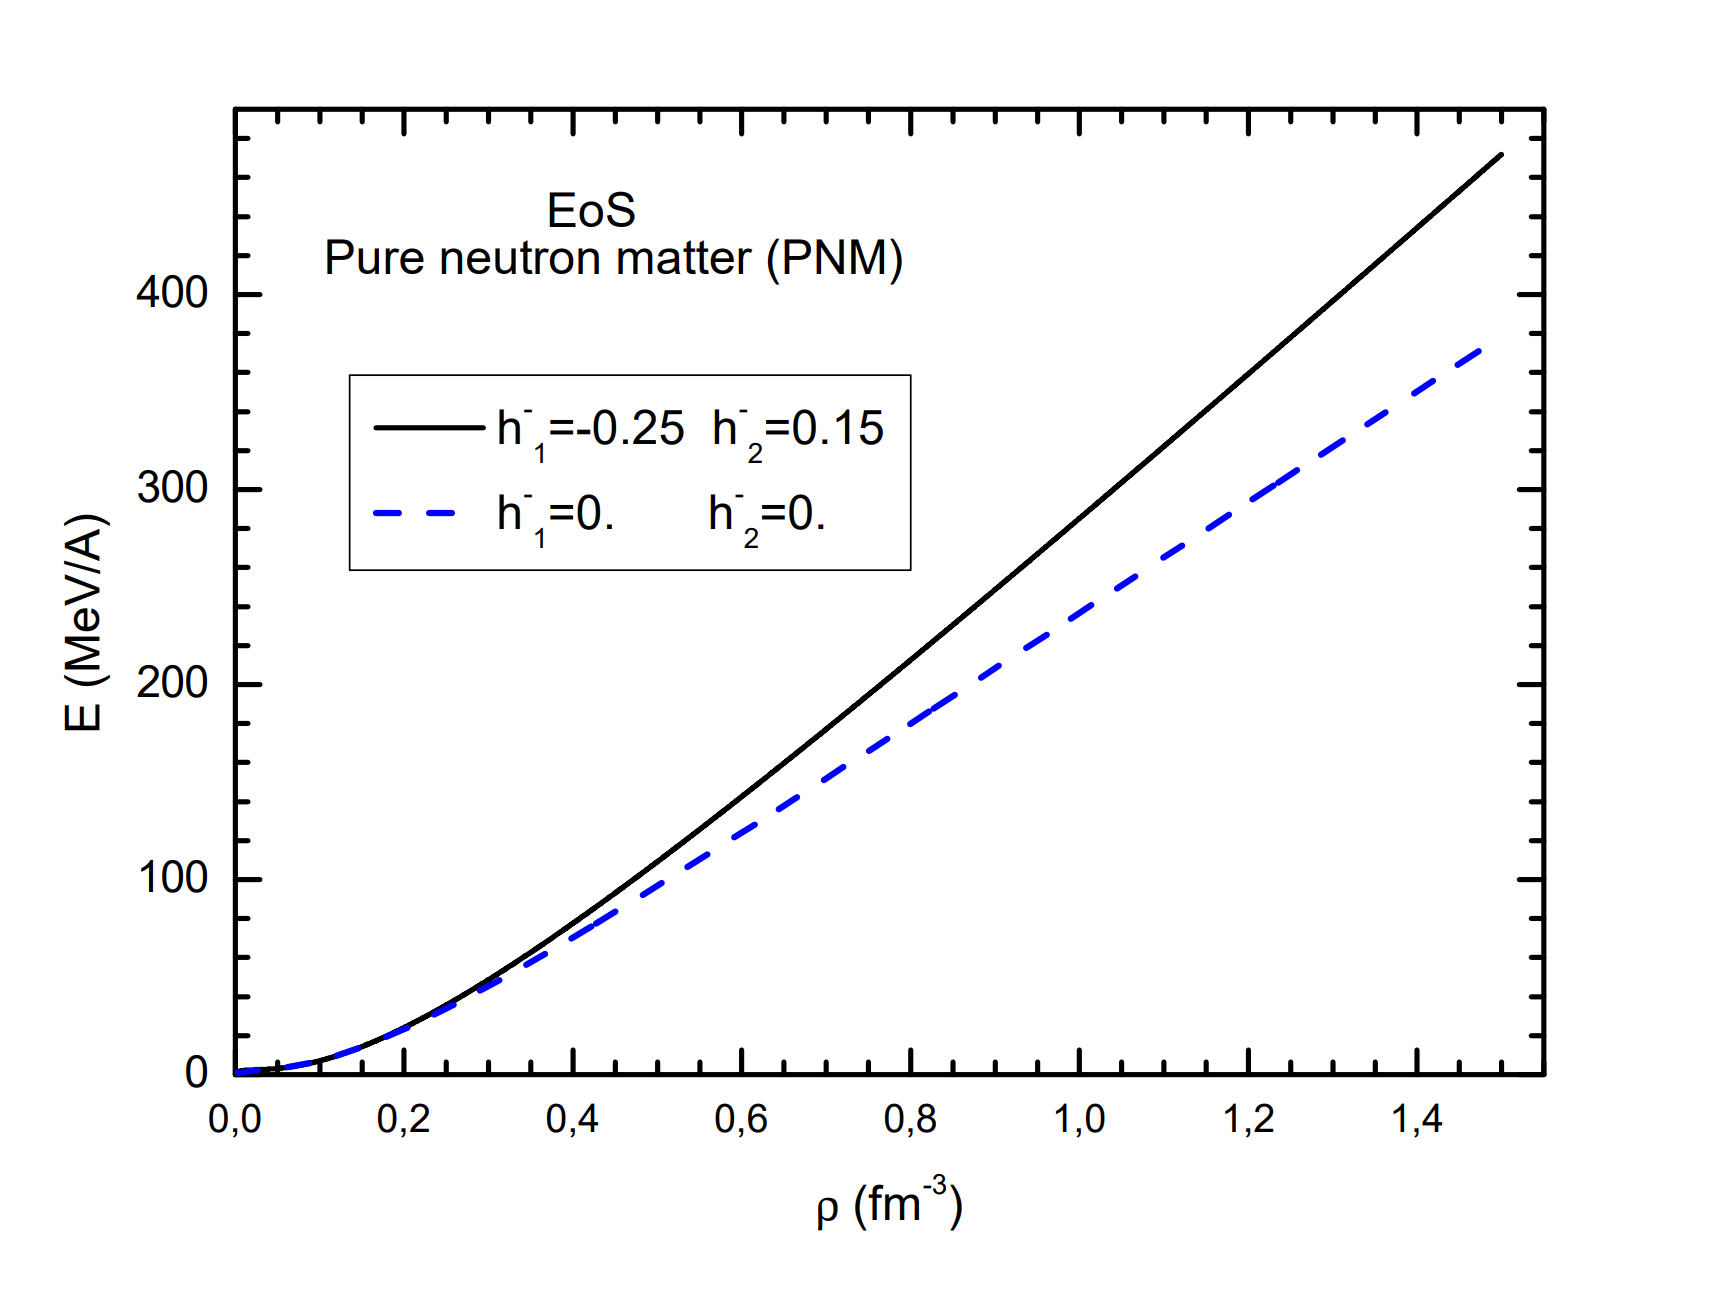 EoS
Pure neutron matter (PNM)
h⁻₁=-0.25 h⁻₂=0.15
h⁻₁=0. h⁻₂=0.
E (MeV/A)
400
300
200
100
0
0,0 0,2 0,4 0,6 0,8 1,0 1,2 1,4
ρ (fm⁻³)